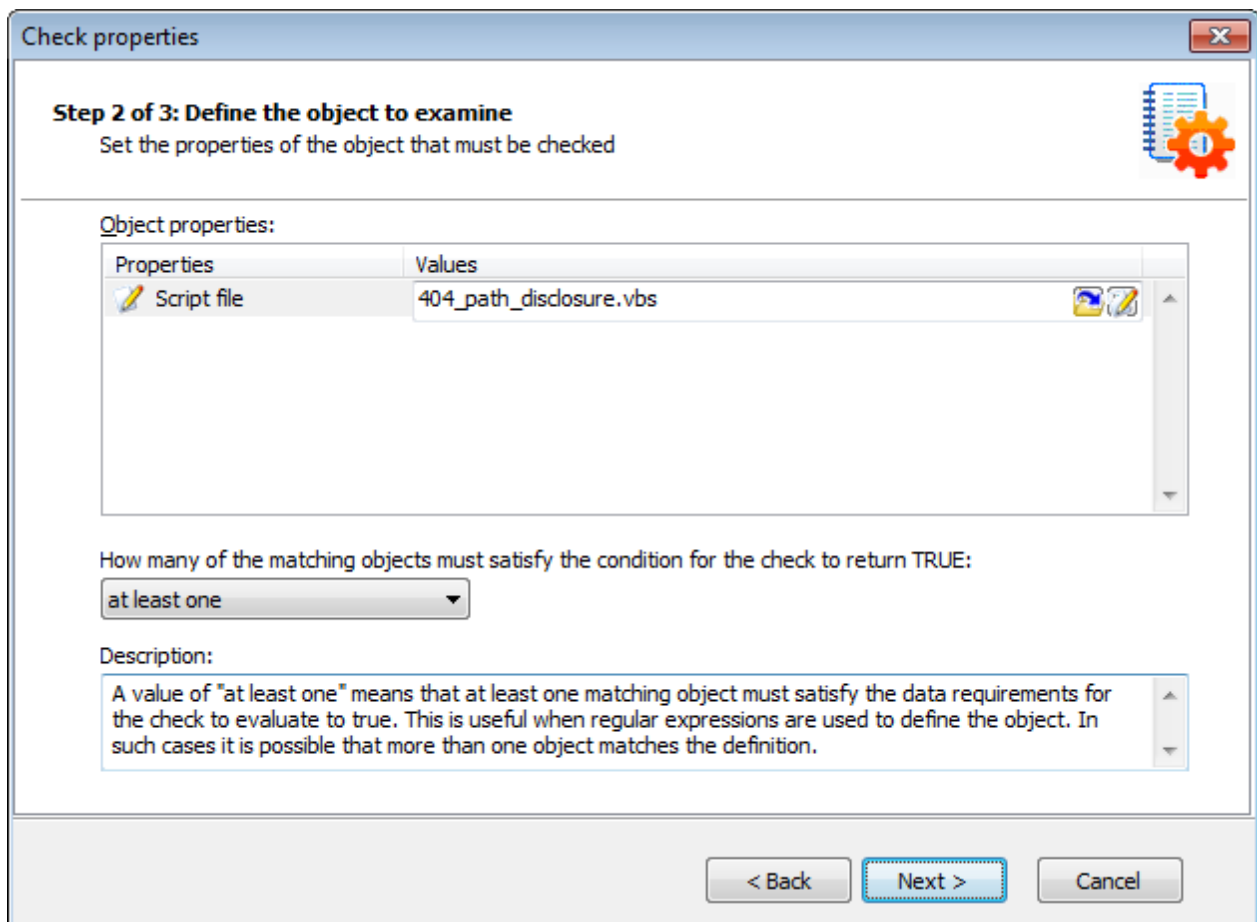 Check properties
Step 2 of 3: Define the object to examine
Set the properties of the object that must be checked
Object properties:
Properties Values
Script file 404_path_disclosure.vbs
How many of the matching objects must satisfy the condition for the check to return TRUE:
at least one
Description:
A value of "at least one" means that at least one matching object must satisfy the data requirements for
the check to evaluate to true. This is useful when regular expressions are used to define the object. In
such cases it is possible that more than one object matches the definition.
< Back Next > Cancel